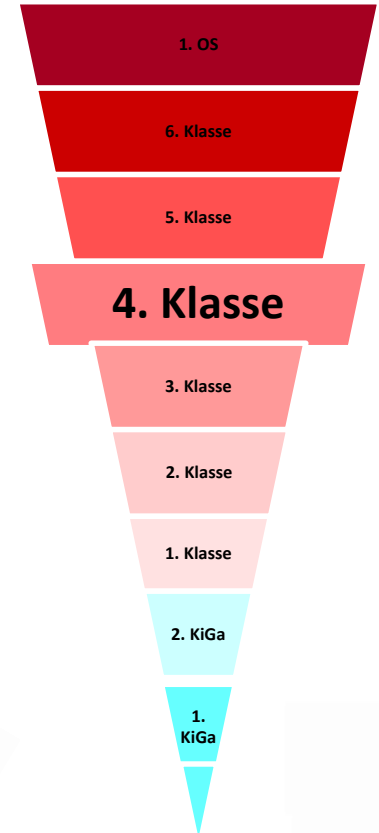 1. OS
6. Klasse
5. Klasse
4. Klasse
3. Klasse
2. Klasse
1. Klasse
2. KiGa
1.
KiGa